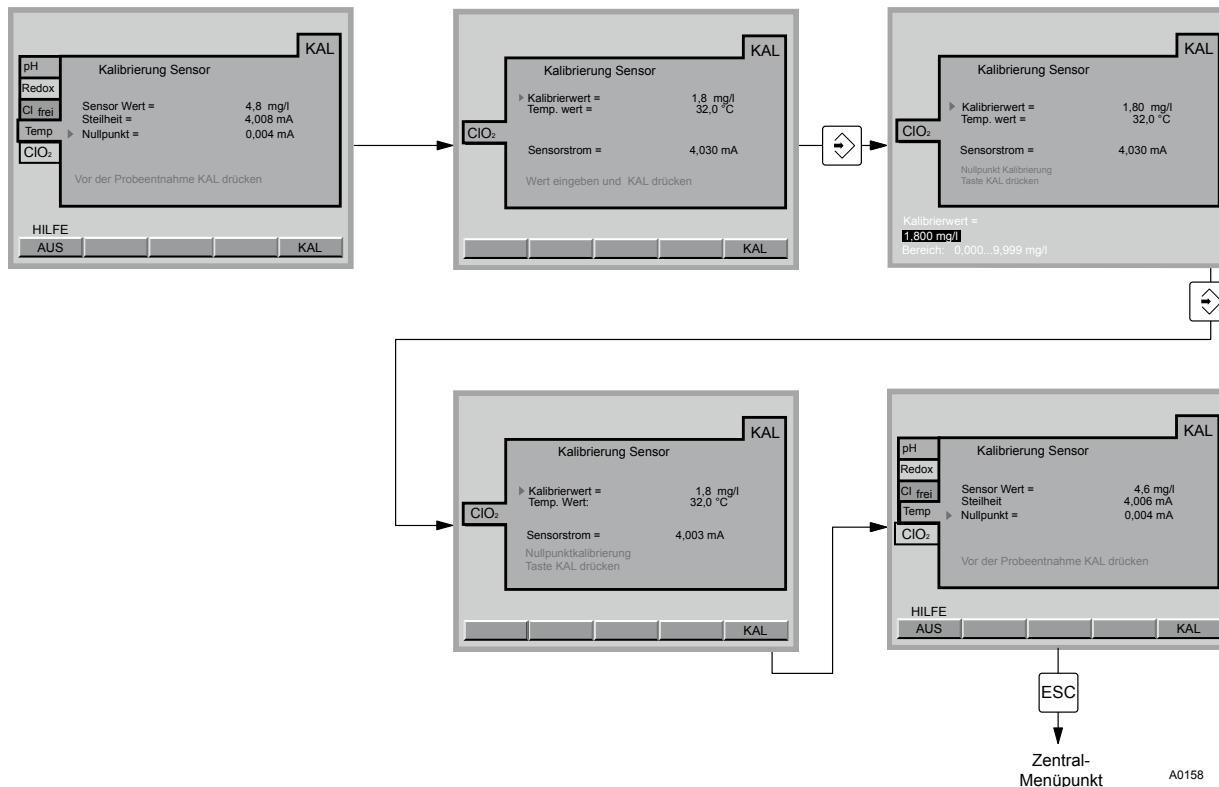 KAL
pH
Redox
Cl frei
Temp
ClO₂
Kalibrierung Sensor
Sensor Wert = 4,8 mg/l
Steilheit = 4,008 mA
Nullpunkt = 0,004 mA
Vor der Probeentnahme KAL drücken
HILFE
AUS KAL
KAL
ClO₂
Kalibrierung Sensor
Kalibrierwert = 1,8 mg/l
Temp. wert = 32,0 °C
Sensorstrom = 4,030 mA
Wert eingeben und KAL drücken
KAL
KAL
ClO₂
Kalibrierung Sensor
Kalibrierwert = 1,80 mg/l
Temp. wert = 32,0 °C
Sensorstrom = 4,030 mA
Nullpunkt Kalibrierung
Taste KAL drücken
Kalibrierwert =
1,800 mg/l
Bereich: 0,000...9,999 mg/l
KAL
ClO₂
Kalibrierung Sensor
Kalibrierwert = 1,8 mg/l
Temp. Wert: 32,0 °C
Sensorstrom = 4,003 mA
Nullpunktkalibrierung
Taste KAL drücken
KAL
KAL
pH
Redox
Cl frei
Temp
ClO₂
Kalibrierung Sensor
Sensor Wert = 4,6 mg/l
Steilheit 4,006 mA
Nullpunkt = 0,004 mA
Vor der Probeentnahme KAL drücken
HILFE
AUS KAL
ESC
Zentral-
Menüpunkt
A0158